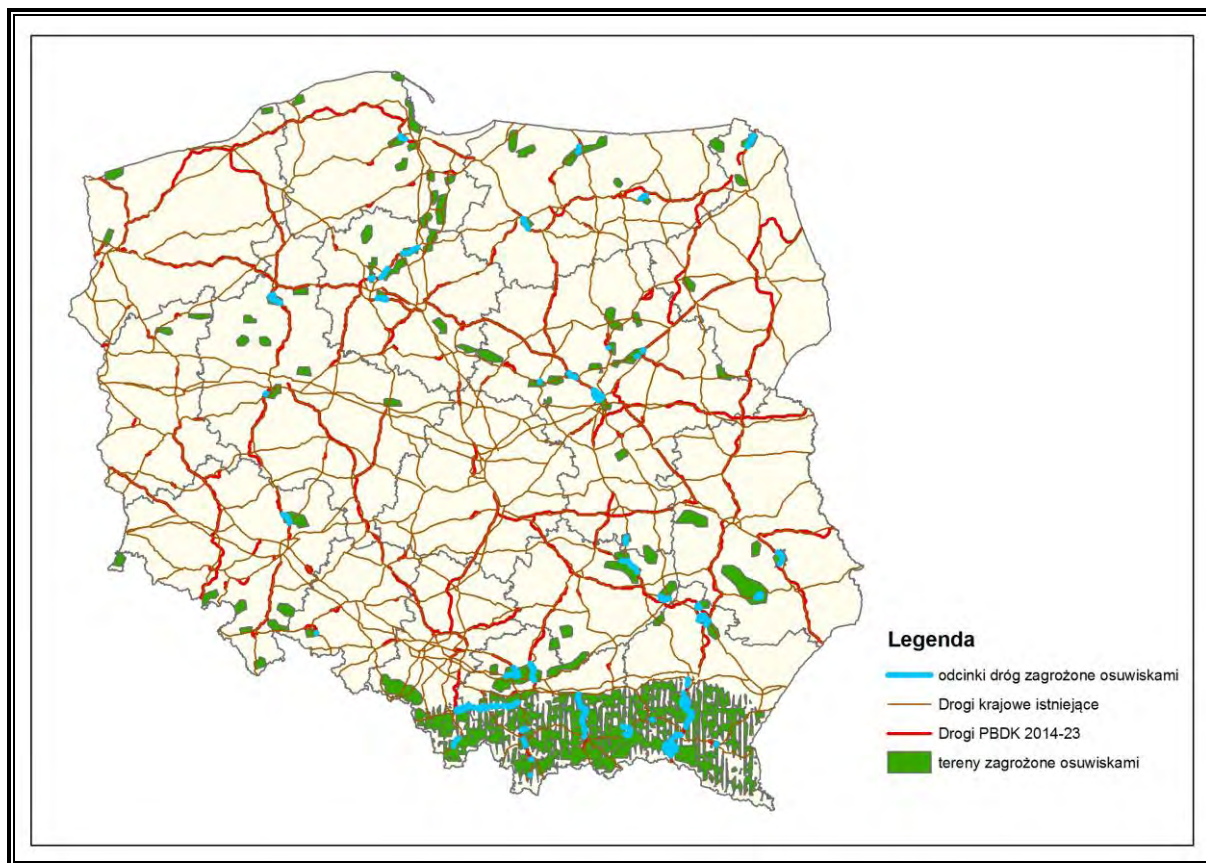 Legenda
odcinki dróg zagrożone osuwiskami
Drogi krajowe istniejące
Drogi PBDK 2014-23
tereny zagrożone osuwiskami